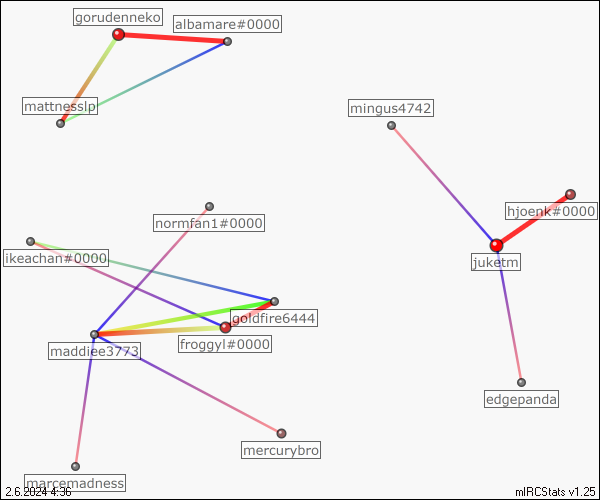 gorudenneko
albamare#0000
mattnesslp
mingus4742
hjoenk#0000
normfan1#0000
ikeachan#0000
juketm
goldfire6444
froggyl#0000
maddiee3773
edgepanda
mercurybro
marcemadness
2.6.2024 4:36
mIRCStats v1.25